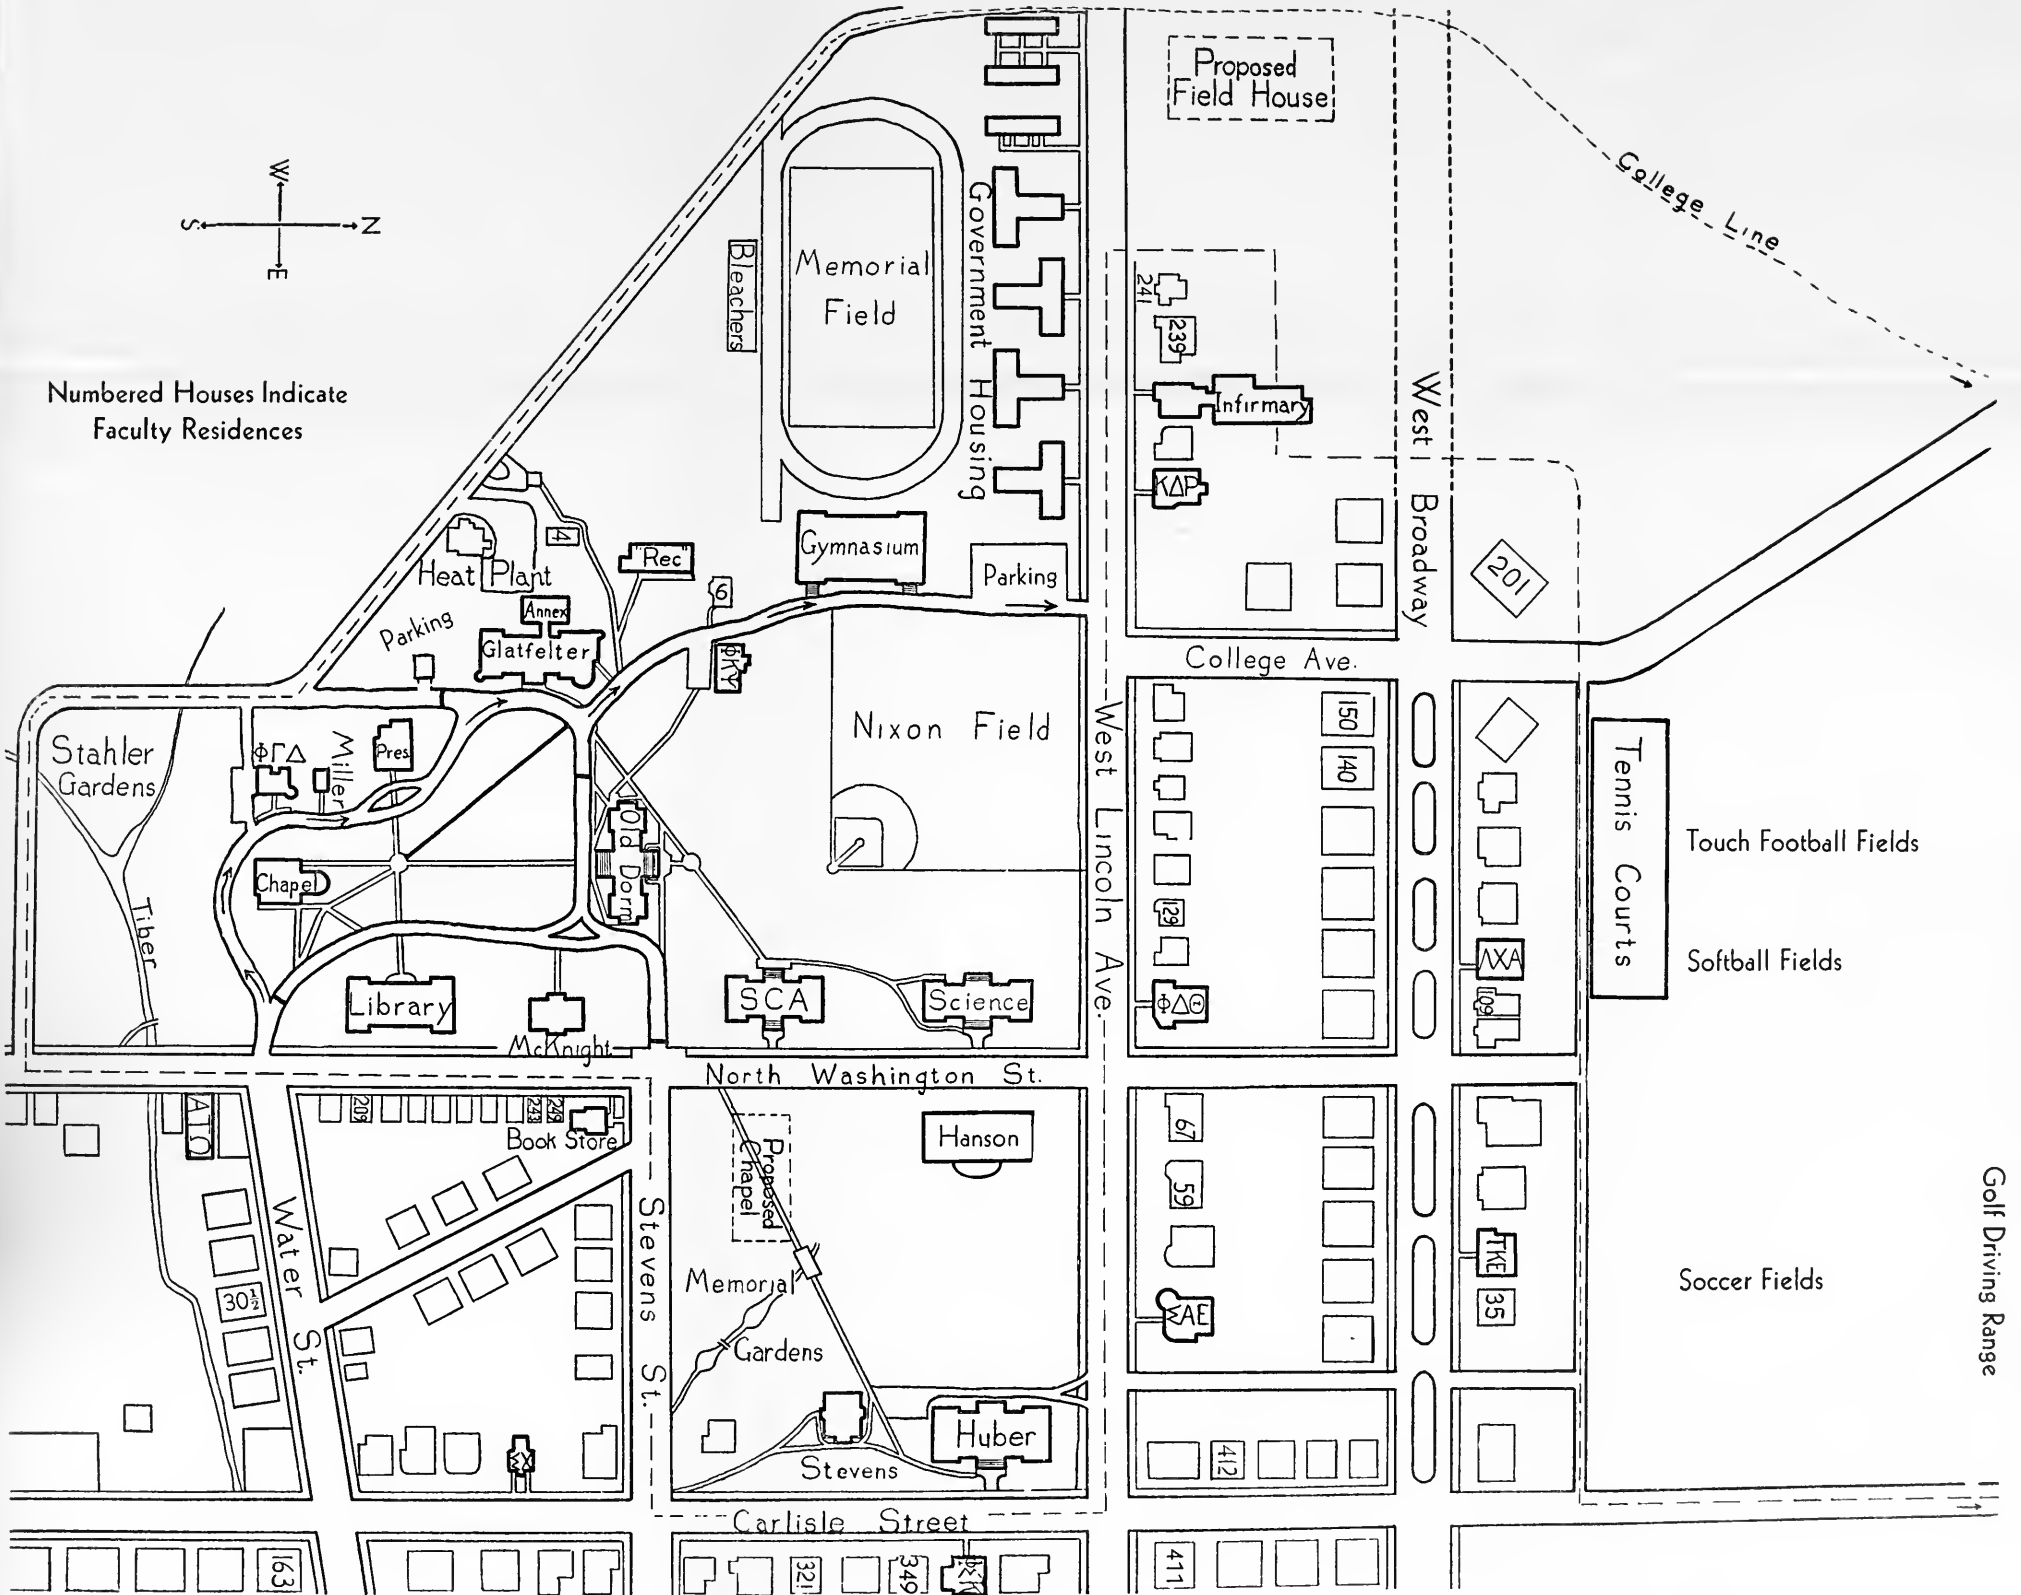 Proposed
Field House
College Line
W
S
N
E
Government Housing
Memorial
Field
Bleachers
241
239
Infirmary
West Broadway
Numbered Houses Indicate
Faculty Residences
ΚΔΡ
4
"Rec"
Gymnasium
Parking
201
Heat Plant
6
Annex
Parking
Glatfelter
ΦΚΨ
College Ave.
Stahler
Gardens
ΦΓΔ
Miller
Pres.
Nixon Field
West Lincoln Ave.
150
140
Tennis Courts
Touch Football Fields
Old Dorm
Chapel
Tiber
129
Softball Fields
ΛΧΑ
Library
McKnight
SCA
Science
ΦΔΘ
109
North Washington St.
ΑΤΩ
209
243
249
Book Store
Proposed
Chapel
Hanson
67
59
Water St.
Stevens St.
Memorial
Gardens
30½
ΣΑΕ
ΤΚΕ
35
Soccer Fields
Golf Driving Range
ΣΧ
Huber
Stevens
412
Carlisle Street
163
321
349
411